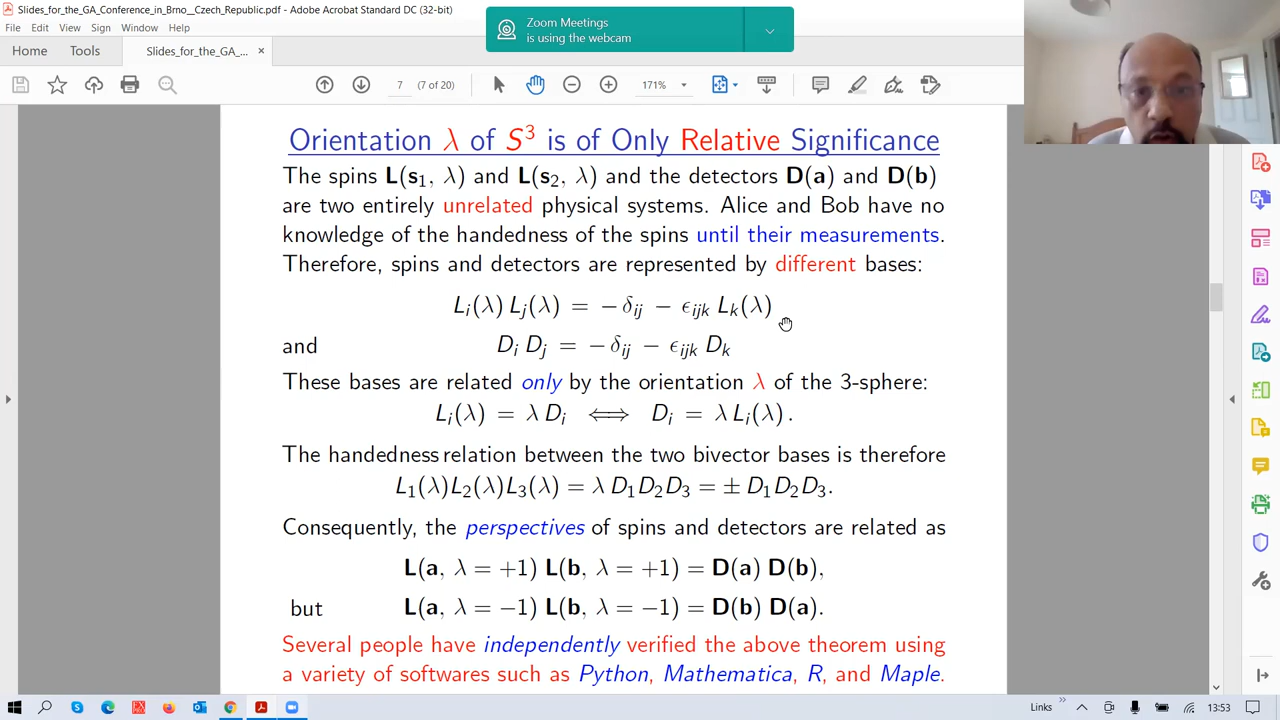 Slides_for_the_GA_Conference_in_Brno__Czech_Republic.pdf - Adobe Acrobat Standard DC (32-bit)
File Edit View Sign Window Help
Zoom Meetings
is using the webcam
Home Tools Slides_for_the_GA_... ×
7 (7 of 20) 171%
Orientation λ of S³ is of Only Relative Significance
The spins L(s₁, λ) and L(s₂, λ) and the detectors D(a) and D(b)
are two entirely unrelated physical systems. Alice and Bob have no
knowledge of the handedness of the spins until their measurements.
Therefore, spins and detectors are represented by different bases:
Lᵢ(λ) Lⱼ(λ) = − δᵢⱼ − ϵᵢⱼₖ Lₖ(λ)
and Dᵢ Dⱼ = − δᵢⱼ − ϵᵢⱼₖ Dₖ
These bases are related only by the orientation λ of the 3-sphere:
Lᵢ(λ) = λ Dᵢ ⟺ Dᵢ = λ Lᵢ(λ).
The handedness relation between the two bivector bases is therefore
L₁(λ)L₂(λ)L₃(λ) = λ D₁D₂D₃ = ± D₁D₂D₃.
Consequently, the perspectives of spins and detectors are related as
L(a, λ = +1) L(b, λ = +1) = D(a) D(b),
but L(a, λ = −1) L(b, λ = −1) = D(b) D(a).
Several people have independently verified the above theorem using
a variety of softwares such as Python, Mathematica, R, and Maple.
Links 13:53